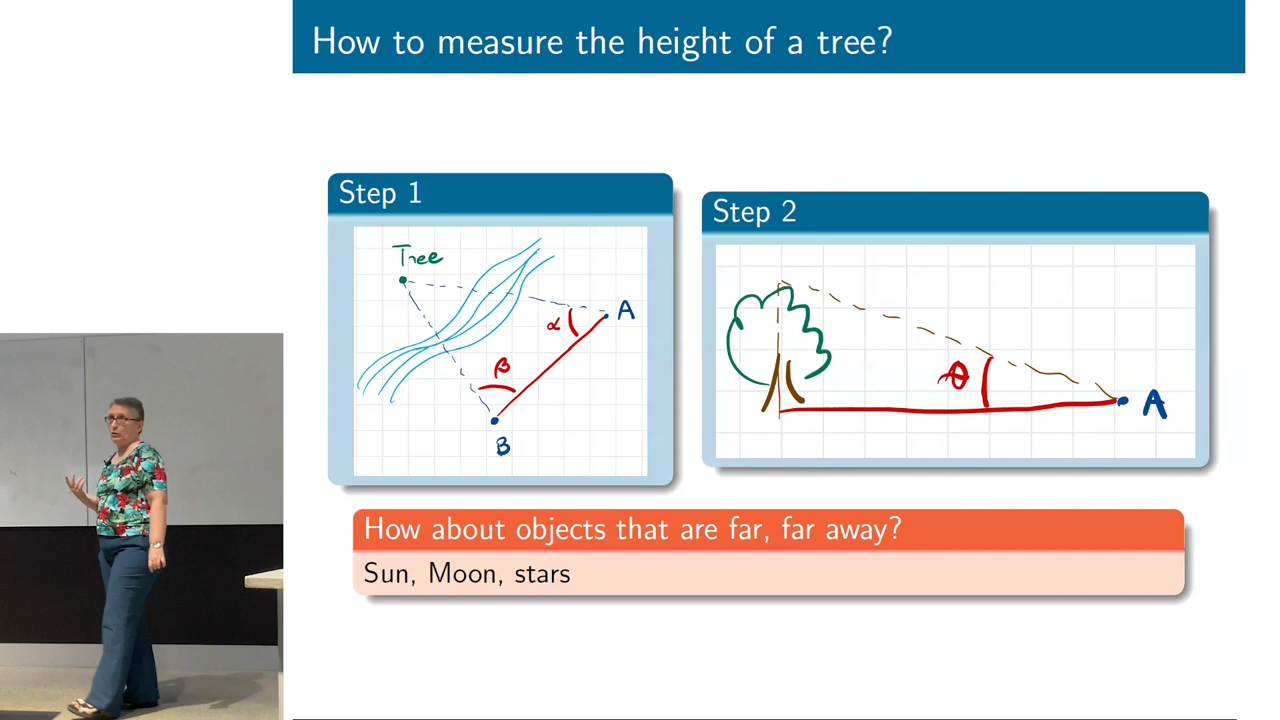 How to measure the height of a tree?
Step 1
Tree
A
α
β
B
Step 2
θ
A
How about objects that are far, far away?
Sun, Moon, stars